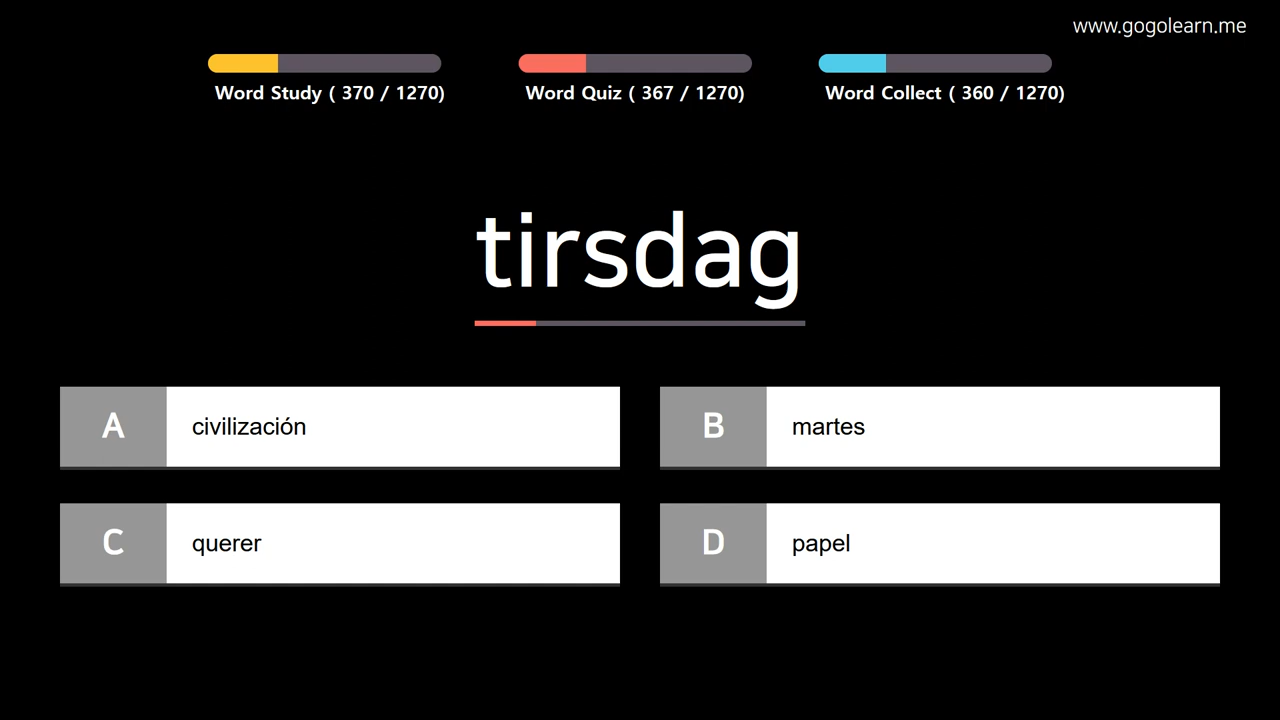 www.gogolearn.me
Word Study ( 370 / 1270)
Word Quiz ( 367 / 1270)
Word Collect ( 360 / 1270)
tirsdag
A civilización
B martes
C querer
D papel